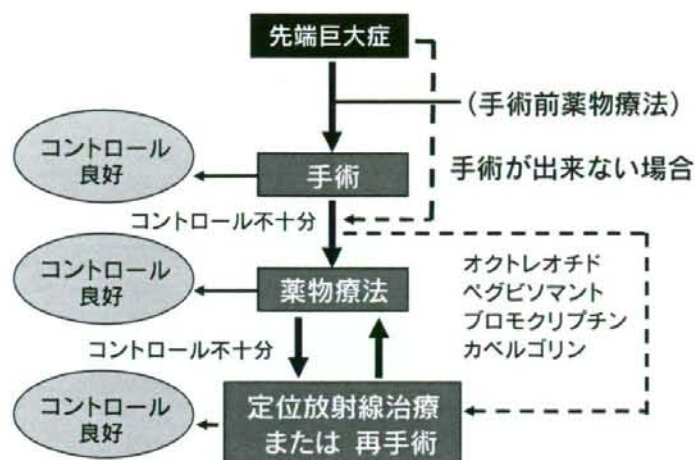 先端巨大症
(手術前薬物療法)
コントロール
良好
手術
手術が出来ない場合
コントロール不十分
コントロール
良好
薬物療法
オクトレオチド
ペグビソマント
ブロモクリプチン
カベルゴリン
コントロール不十分
コントロール
良好
定位放射線治療
または 再手術